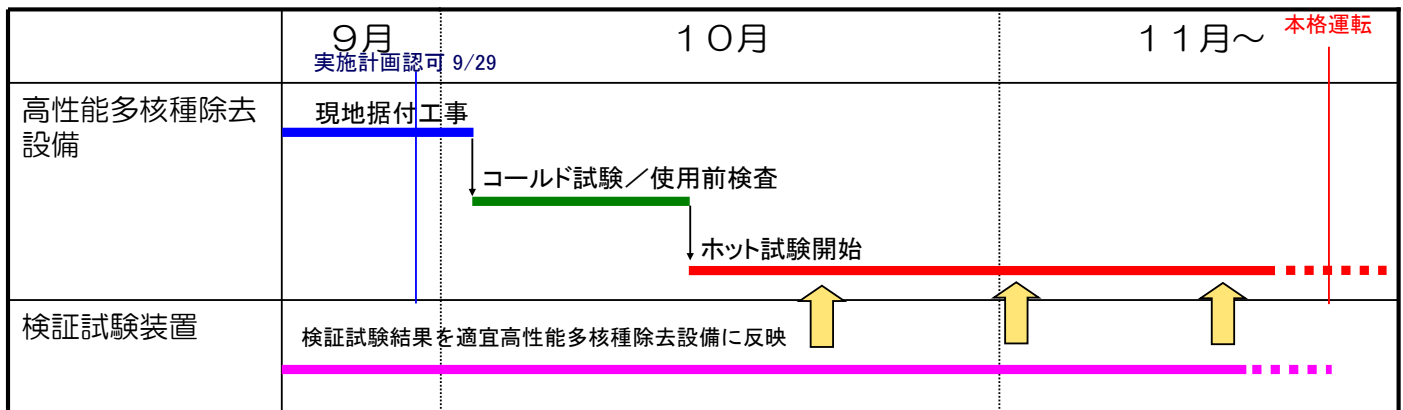 ９月
１０月
１１月～
本格運転
実施計画認可 9/29
高性能多核種除去
設備
現地据付工事
コールド試験／使用前検査
ホット試験開始
検証試験装置
検証試験結果を適宜高性能多核種除去設備に反映